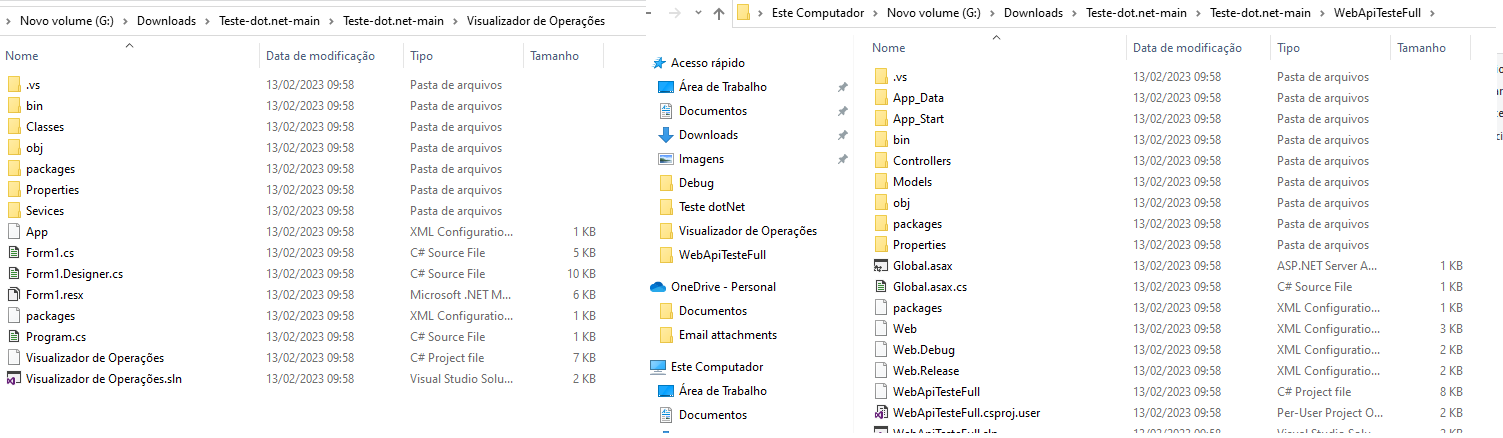 Novo volume (G:) > Downloads > Teste-dot.net-main > Teste-dot.net-main > Visualizador de Operações
Nome Data de modificação Tipo Tamanho
.vs 13/02/2023 09:58 Pasta de arquivos
bin 13/02/2023 09:58 Pasta de arquivos
Classes 13/02/2023 09:58 Pasta de arquivos
obj 13/02/2023 09:58 Pasta de arquivos
packages 13/02/2023 09:58 Pasta de arquivos
Properties 13/02/2023 09:58 Pasta de arquivos
Sevices 13/02/2023 09:58 Pasta de arquivos
App 13/02/2023 09:58 XML Configuratio... 1 KB
Form1.cs 13/02/2023 09:58 C# Source File 5 KB
Form1.Designer.cs 13/02/2023 09:58 C# Source File 10 KB
Form1.resx 13/02/2023 09:58 Microsoft .NET M... 6 KB
packages 13/02/2023 09:58 XML Configuratio... 1 KB
Program.cs 13/02/2023 09:58 C# Source File 1 KB
Visualizador de Operações 13/02/2023 09:58 C# Project file 7 KB
Visualizador de Operações.sln 13/02/2023 09:58 Visual Studio Solu... 2 KB
Este Computador > Novo volume (G:) > Downloads > Teste-dot.net-main > Teste-dot.net-main > WebApiTesteFull >
Acesso rápido
Área de Trabalho
Documentos
Downloads
Imagens
Debug
Teste dotNet
Visualizador de Operações
WebApiTesteFull
OneDrive - Personal
Documentos
Email attachments
Este Computador
Área de Trabalho
Documentos
Nome Data de modificação Tipo Tamanho
.vs 13/02/2023 09:58 Pasta de arquivos
App_Data 13/02/2023 09:58 Pasta de arquivos
App_Start 13/02/2023 09:58 Pasta de arquivos
bin 13/02/2023 09:58 Pasta de arquivos
Controllers 13/02/2023 09:58 Pasta de arquivos
Models 13/02/2023 09:58 Pasta de arquivos
obj 13/02/2023 09:58 Pasta de arquivos
packages 13/02/2023 09:58 Pasta de arquivos
Properties 13/02/2023 09:58 Pasta de arquivos
Global.asax 13/02/2023 09:58 ASP.NET Server A... 1 KB
Global.asax.cs 13/02/2023 09:58 C# Source File 1 KB
packages 13/02/2023 09:58 XML Configuratio... 1 KB
Web 13/02/2023 09:58 XML Configuratio... 3 KB
Web.Debug 13/02/2023 09:58 XML Configuratio... 2 KB
Web.Release 13/02/2023 09:58 XML Configuratio... 2 KB
WebApiTesteFull 13/02/2023 09:58 C# Project file 8 KB
WebApiTesteFull.csproj.user 13/02/2023 09:58 Per-User Project O... 2 KB